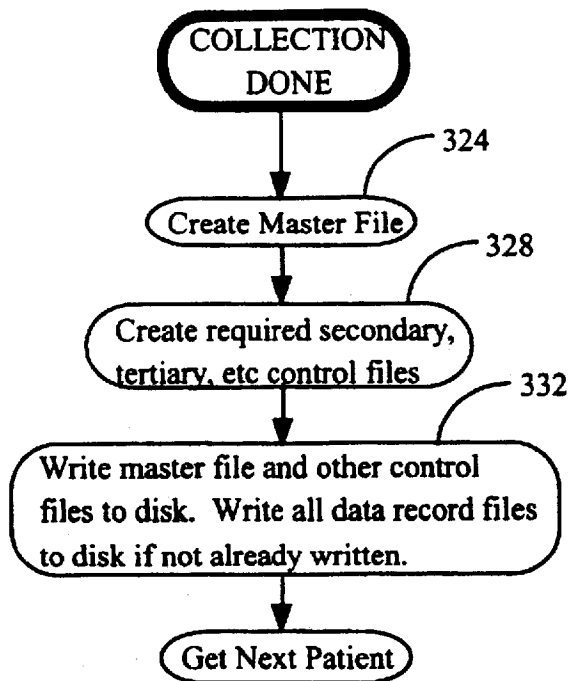 COLLECTION
DONE
324
Create Master File
328
Create required secondary,
tertiary, etc control files
332
Write master file and other control
files to disk. Write all data record files
to disk if not already written.
Get Next Patient